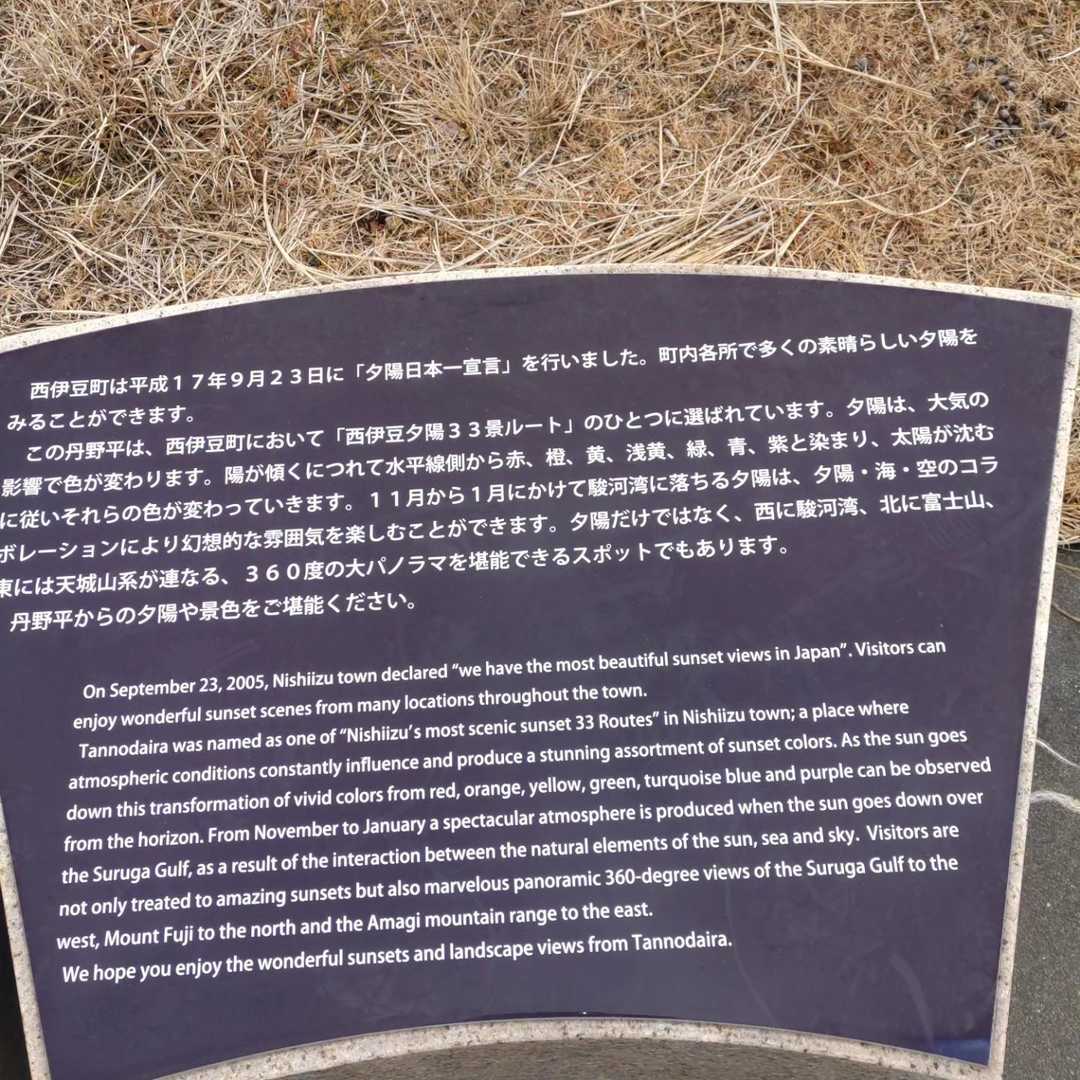 西伊豆町は平成１７年９月２３日に「夕陽日本一宣言」を行いました。町内各所で多くの素晴らしい夕陽を
みることができます。
この丹野平は、西伊豆町において「西伊豆夕陽３３景ルート」のひとつに選ばれています。夕陽は、大気の
影響で色が変わります。陽が傾くにつれて水平線側から赤、橙、黄、浅黄、緑、青、紫と染まり、太陽が沈む
に従いそれらの色が変わっていきます。１１月から１月にかけて駿河湾に落ちる夕陽は、夕陽・海・空のコラ
ボレーションにより幻想的な雰囲気を楽しむことができます。夕陽だけではなく、西に駿河湾、北に富士山、
東には天城山系が連なる、３６０度の大パノラマを堪能できるスポットでもあります。
丹野平からの夕陽や景色をご堪能ください。
On September 23, 2005, Nishiizu town declared “we have the most beautiful sunset views in Japan”. Visitors can
enjoy wonderful sunset scenes from many locations throughout the town.
Tannodaira was named as one of “Nishiizu’s most scenic sunset 33 Routes” in Nishiizu town; a place where
atmospheric conditions constantly influence and produce a stunning assortment of sunset colors. As the sun goes
down this transformation of vivid colors from red, orange, yellow, green, turquoise blue and purple can be observed
from the horizon. From November to January a spectacular atmosphere is produced when the sun goes down over
the Suruga Gulf, as a result of the interaction between the natural elements of the sun, sea and sky. Visitors are
not only treated to amazing sunsets but also marvelous panoramic 360-degree views of the Suruga Gulf to the
west, Mount Fuji to the north and the Amagi mountain range to the east.
We hope you enjoy the wonderful sunsets and landscape views from Tannodaira.